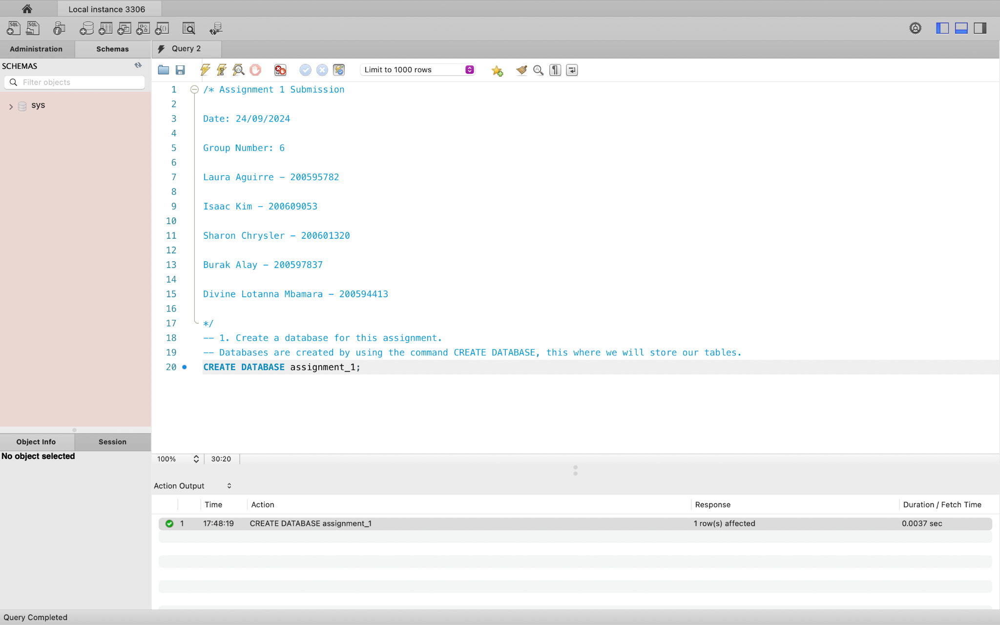 Local instance 3306
Administration
Schemas
Query 2
SCHEMAS
Filter objects
sys
Limit to 1000 rows
1 /* Assignment 1 Submission
2
3 Date: 24/09/2024
4
5 Group Number: 6
6
7 Laura Aguirre - 200595782
8
9 Isaac Kim - 200609053
10
11 Sharon Chrysler - 200601320
12
13 Burak Alay - 200597837
14
15 Divine Lotanna Mbamara - 200594413
16
17 */
18 -- 1. Create a database for this assignment.
19 -- Databases are created by using the command CREATE DATABASE, this where we will store our tables.
20 CREATE DATABASE assignment_1;
Object Info
Session
No object selected
100%
30:20
Action Output
Time Action Response Duration / Fetch Time
1 17:48:19 CREATE DATABASE assignment_1 1 row(s) affected 0.0037 sec
Query Completed